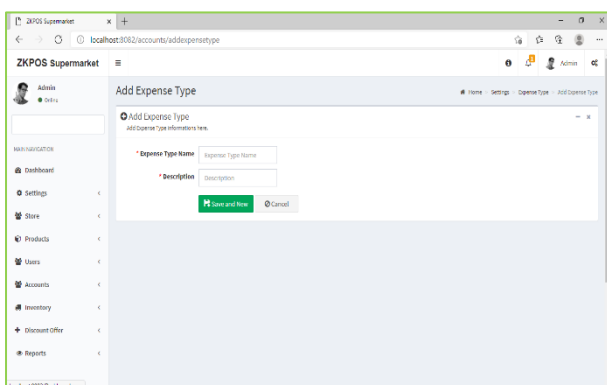 ZKPOS Supermarket
localhost:8082/accounts/addexpensetype
ZKPOS Supermarket
Admin
Admin
Online
Add Expense Type
Home > Settings > Expense Type > Add Expense Type
Add Expense Type
Add Expense Type informations here.
* Expense Type Name
Expense Type Name
* Description
Description
Save and New
Cancel
MAIN NAVIGATION
Dashboard
Settings
Store
Products
Users
Accounts
Inventory
Discount Offer
Reports